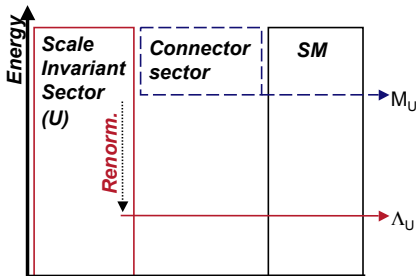 Energy
Scale
Invariant
Sector
(U)
Renorm.
Connector
sector
SM
M_U
Λ_U